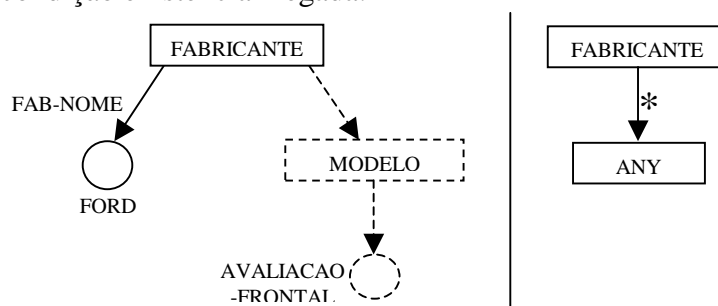 FABRICANTE
FABRICANTE
FAB-NOME
*
MODELO
ANY
FORD
AVALIACAO
-FRONTAL